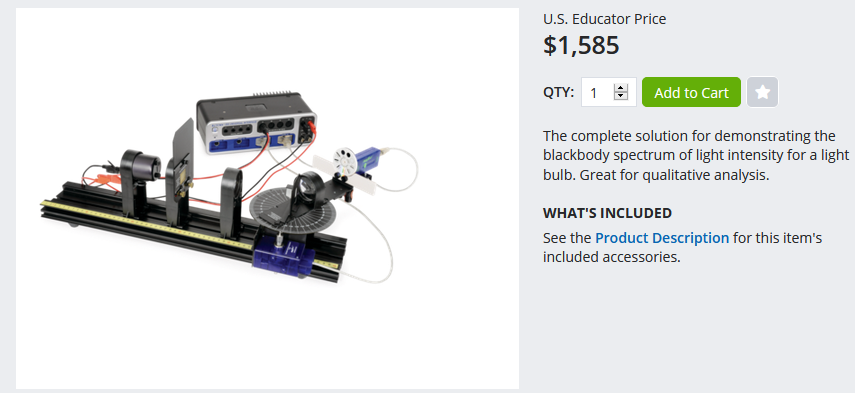 U.S. Educator Price
$1,585
QTY: 1 Add to Cart
The complete solution for demonstrating the
blackbody spectrum of light intensity for a light
bulb. Great for qualitative analysis.
WHAT'S INCLUDED
See the Product Description for this item's
included accessories.